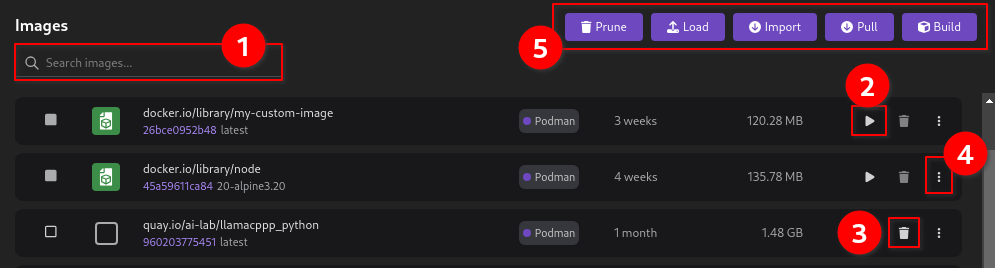 Images
Prune Load Import Pull Build
1
5
Search images...
2
docker.io/library/my-custom-image
26bce0952b48 latest
Podman 3 weeks 120.28 MB
4
docker.io/library/node
45a59611ca84 20-alpine3.20
Podman 4 weeks 135.78 MB
quay.io/ai-lab/llamacppp_python
960203775451 latest
Podman 1 month 1.48 GB
3